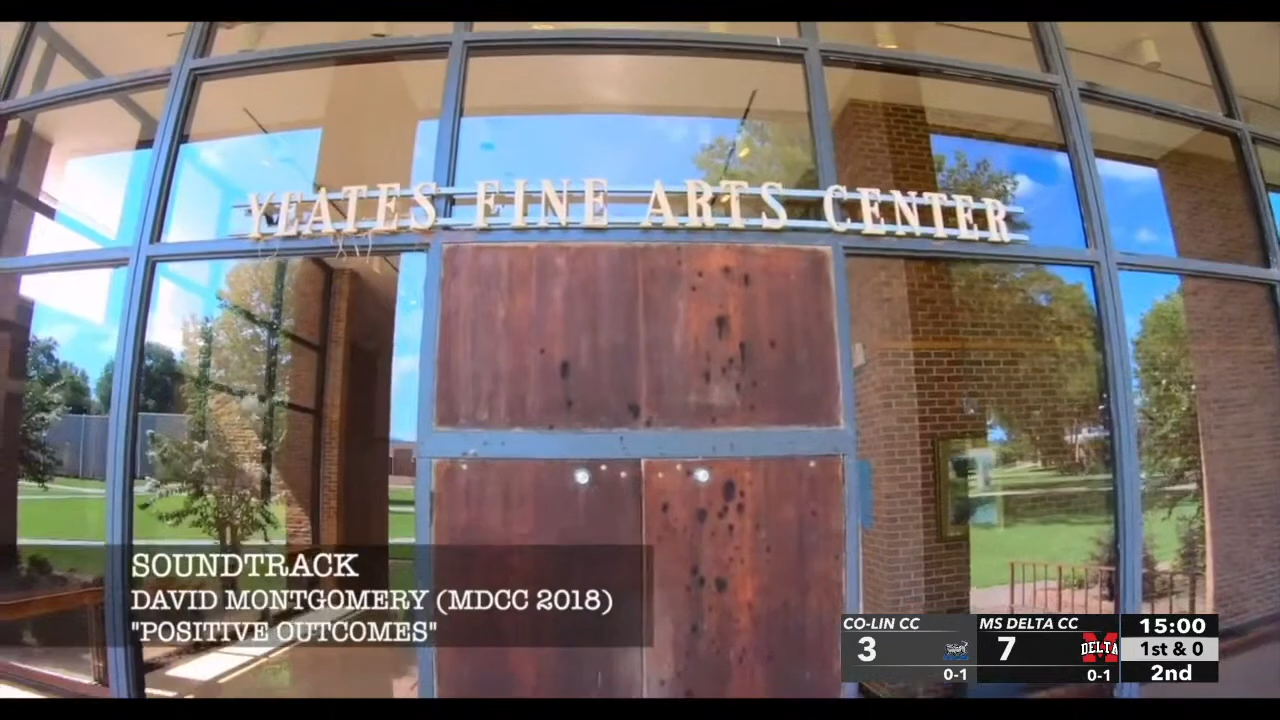 YEATES FINE ARTS CENTER
SOUNDTRACK
DAVID MONTGOMERY (MDCC 2018)
"POSITIVE OUTCOMES"
CO-LIN CC
3
0-1
MS DELTA CC
7
DELTA
0-1
15:00
1st & 0
2nd